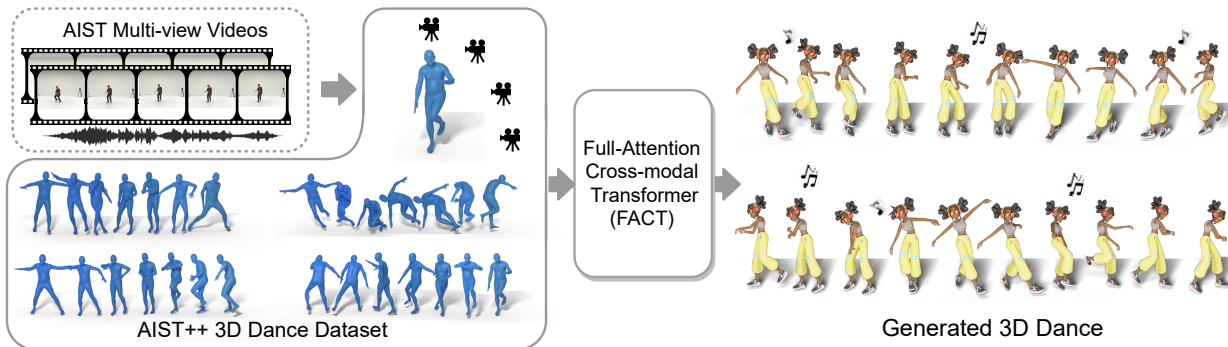 AIST Multi-view Videos
AIST++ 3D Dance Dataset
Full-Attention
Cross-modal
Transformer
(FACT)
Generated 3D Dance